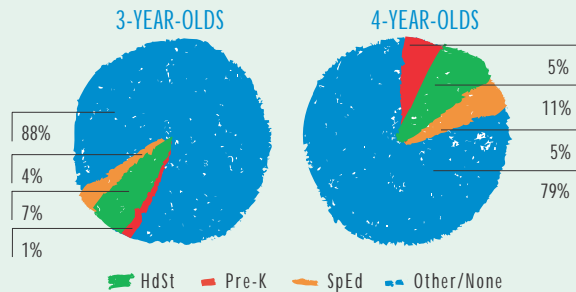 3-YEAR-OLDS
88%
4%
7%
1%
4-YEAR-OLDS
5%
11%
5%
79%
HdSt Pre-K SpEd Other/None